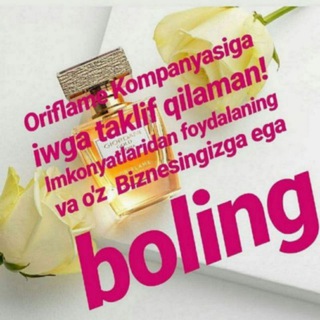 Oriflame Kompanyasiga
iwga taklif qilaman!
Imkonyatlaridan foydalaning
va o'z , Biznesingizga ega
boling